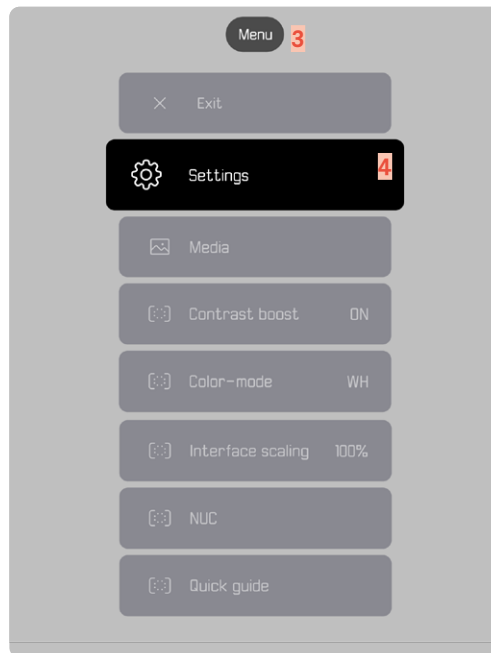 Menu 3
Exit
Settings 4
Media
Contrast boost ON
Color-mode WH
Interface scaling 100%
NUC
Quick guide